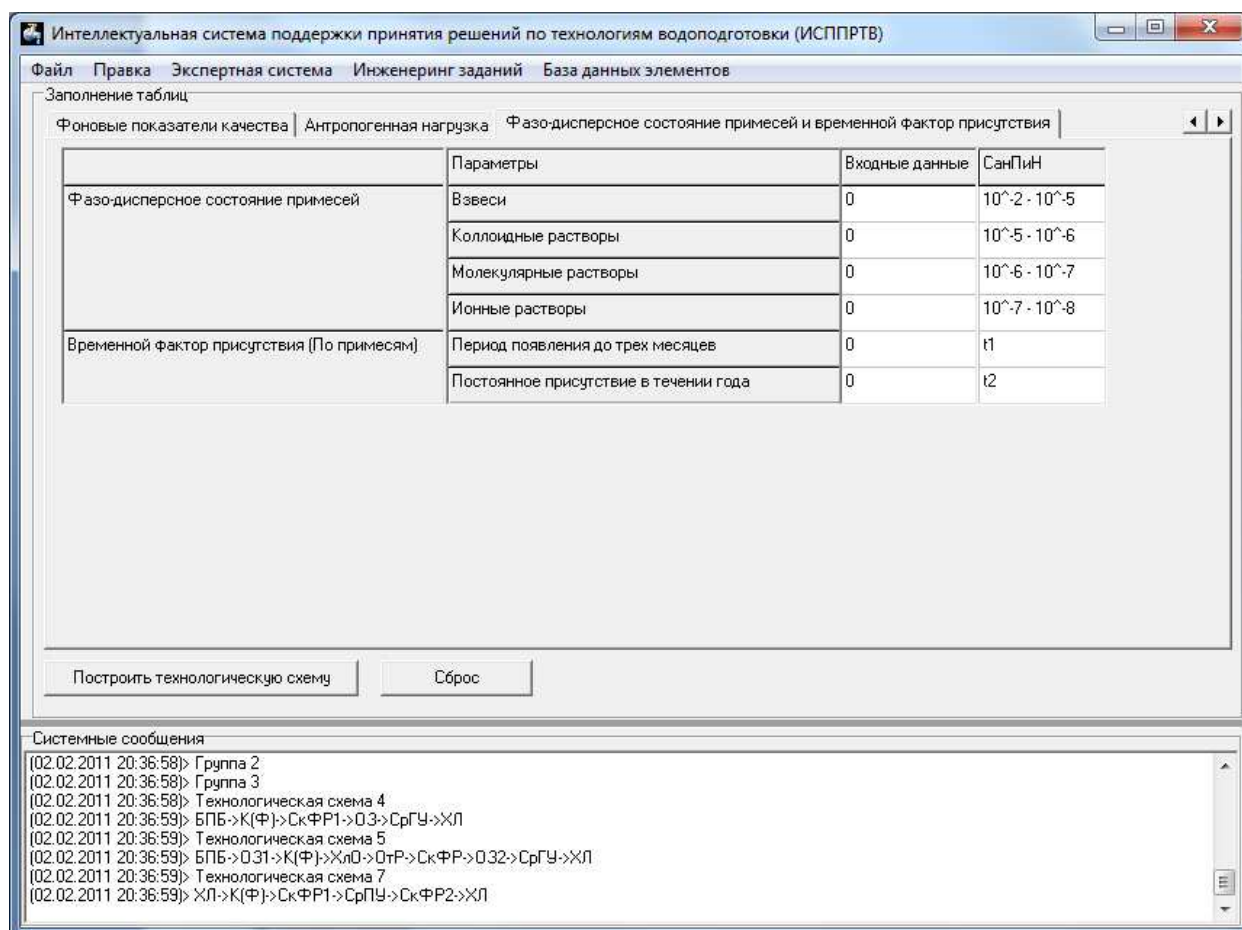 Интеллектуальная система поддержки принятия решений по технологиям водоподготовки (ИСППРТВ)
Файл Правка Экспертная система Инженеринг заданий База данных элементов
Заполнение таблиц
Фоновые показатели качества Антропогенная нагрузка Фазо-дисперсное состояние примесей и временной фактор присутствия
Параметры Входные данные СанПиН
Фазо-дисперсное состояние примесей Взвеси 0 10^-2 - 10^-5
Коллоидные растворы 0 10^-5 - 10^-6
Молекулярные растворы 0 10^-6 - 10^-7
Ионные растворы 0 10^-7 - 10^-8
Временной фактор присутствия (По примесям) Период появления до трех месяцев 0 t1
Постоянное присутствие в течении года 0 t2
Построить технологическую схему Сброс
Системные сообщения
(02.02.2011 20:36:58)> Группа 2
(02.02.2011 20:36:58)> Группа 3
(02.02.2011 20:36:58)> Технологическая схема 4
(02.02.2011 20:36:59)> БПБ->К(Ф)->СкФР1->ОЗ->СрГУ->ХЛ
(02.02.2011 20:36:59)> Технологическая схема 5
(02.02.2011 20:36:59)> БПБ->ОЗ1->К(Ф)->ХлО->ОтР->СкФР->ОЗ2->СрГУ->ХЛ
(02.02.2011 20:36:59)> Технологическая схема 7
(02.02.2011 20:36:59)> ХЛ->К(Ф)->СкФР1->СрПУ->СкФР2->ХЛ